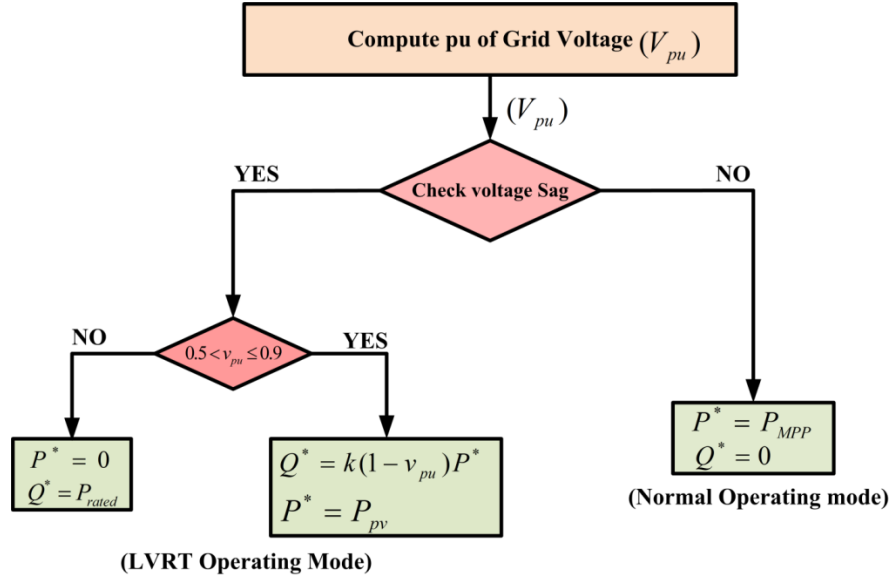 Compute pu of Grid Voltage (V_pu)
(V_pu)
YES
Check voltage Sag
NO
NO
0.5 < v_pu ≤ 0.9
YES
P* = 0
Q* = P_rated
Q* = k(1 − v_pu)P*
P* = P_pv
P* = P_MPP
Q* = 0
(Normal Operating mode)
(LVRT Operating Mode)